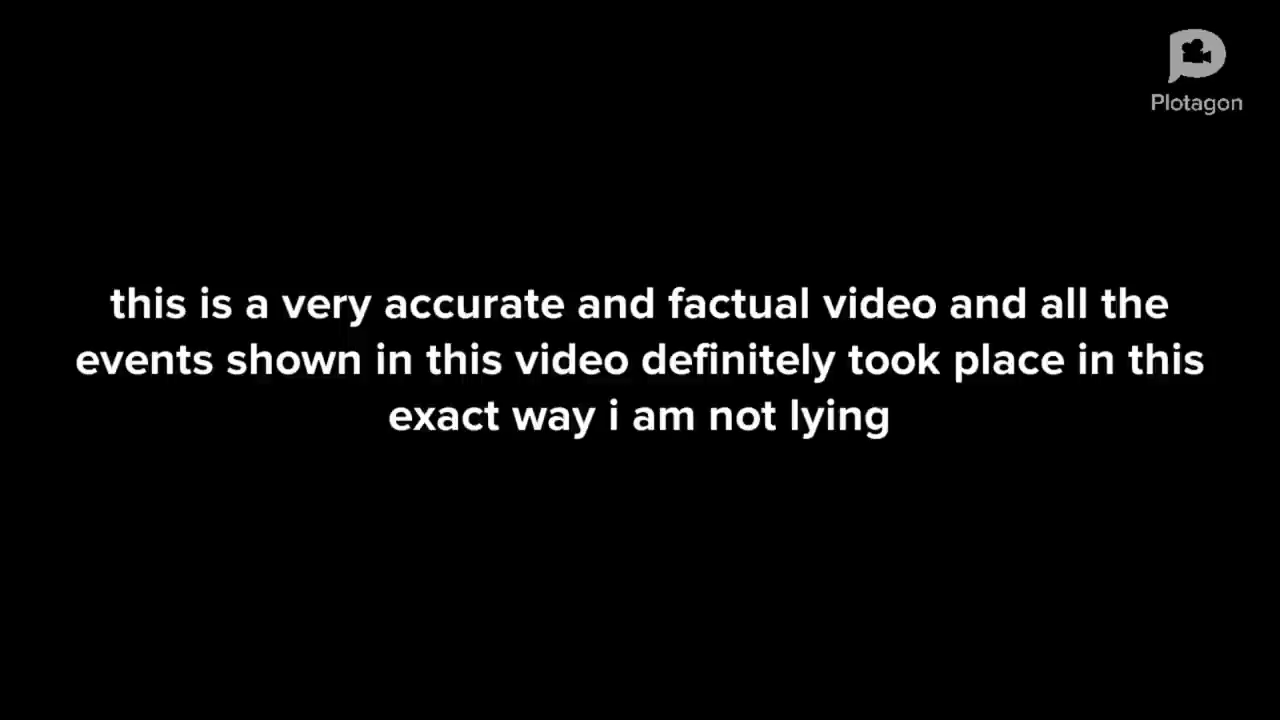 Plotagon
this is a very accurate and factual video and all the
events shown in this video definitely took place in this
exact way i am not lying